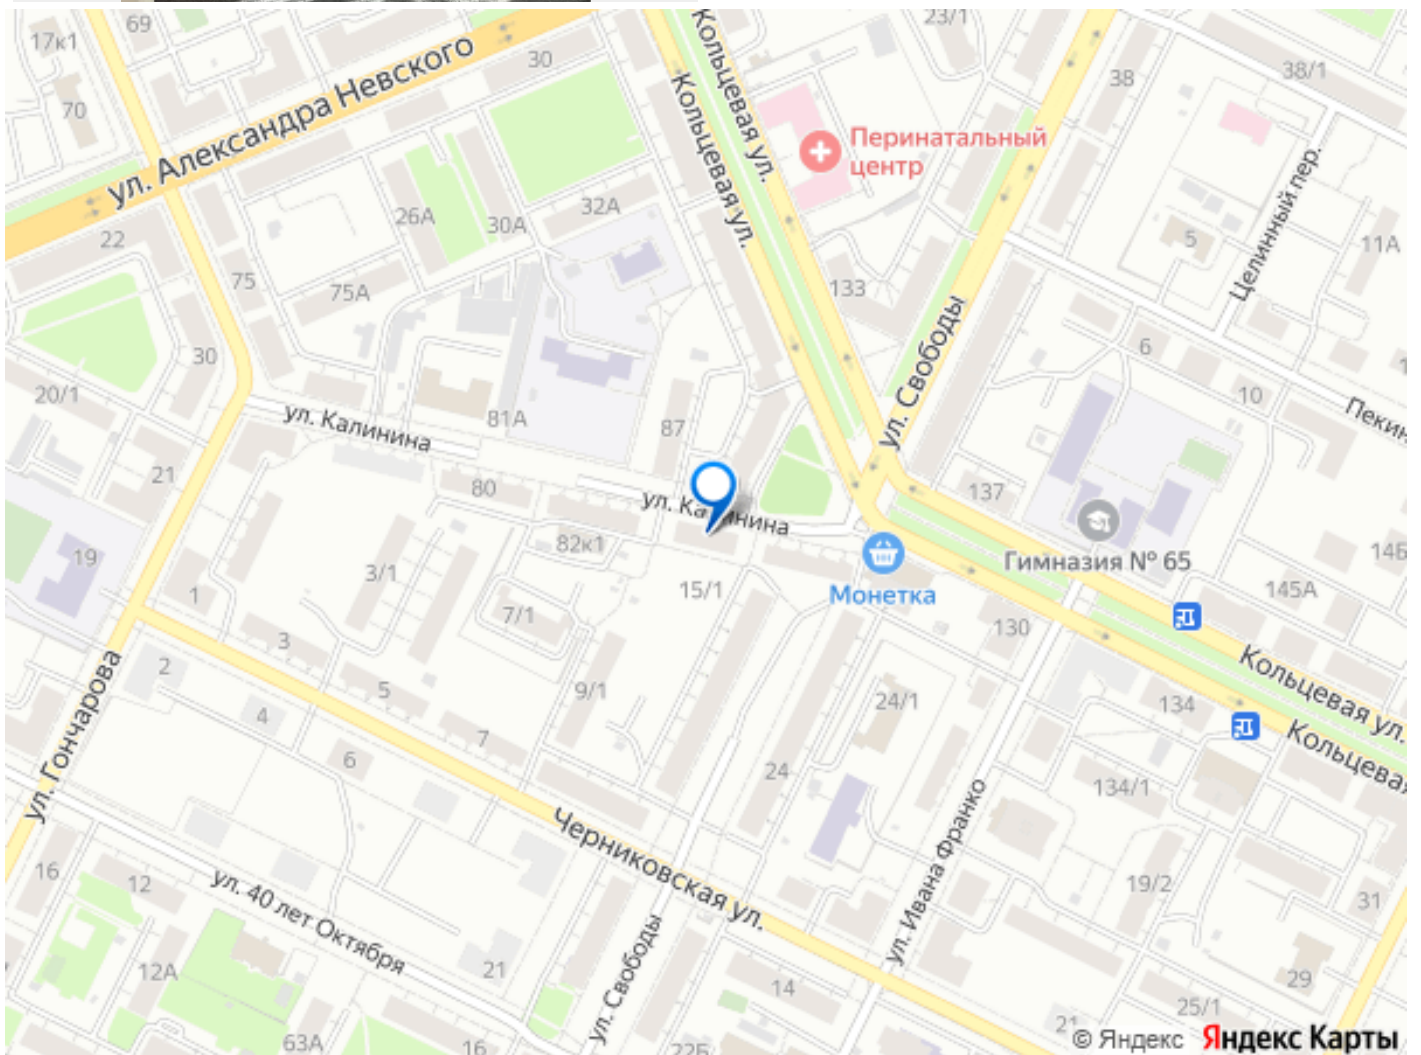 17к1
69
23/1
30
38
38/1
70
ул. Александра Невского
Кольцевая ул.
Кольцевая ул.
Перинатальный
центр
Целинный пер.
26А
30А
32А
22
5
11А
75
75А
133
ул. Свободы
30
6
20/1
10
Пекин
ул. Калинина
81А
87
21
80
ул. Калинина
137
19
82к1
Гимназия № 65
14Б
3/1
15/1
Монетка
145А
1
7/1
130
3
2
5
9/1
24/1
134
Кольцевая ул.
Кольцевая
4
7
6
24
134/1
ул. Гончарова
Черниковская ул.
ул. Ивана Франко
16
12
ул. 40 лет Октября
19/2
31
12А
21
ул. Свободы
14
29
25/1
21
63А
16
22Б
© Яндекс Яндекс Карты